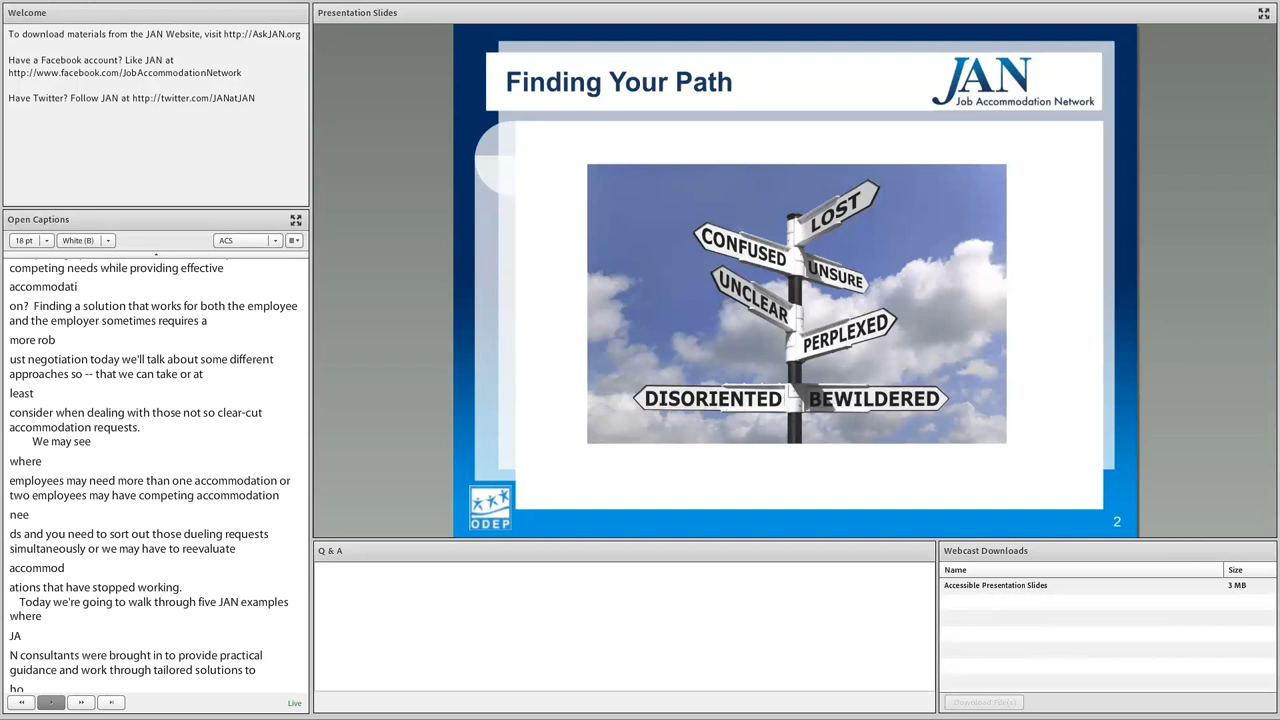 Welcome
To download materials from the JAN Website, visit http://AskJAN.org
Have a Facebook account? Like JAN at
http://www.facebook.com/JobAccommodationNetwork
Have Twitter? Follow JAN at http://twitter.com/JANatJAN
Open Captions
18 pt
White (B)
ACS
competing needs while providing effective
accommodati
on? Finding a solution that works for both the employee
and the employer sometimes requires a
more rob
ust negotiation today we'll talk about some different
approaches so -- that we can take or at
least
consider when dealing with those not so clear-cut
accommodation requests.
We may see
where
employees may need more than one accommodation or
two employees may have competing accommodation
nee
ds and you need to sort out those dueling requests
simultaneously or we may have to reevaluate
accommod
ations that have stopped working.
Today we're going to walk through five JAN examples
where
JA
N consultants were brought in to provide practical
guidance and work through tailored solutions to
ho
Live
Presentation Slides
Finding Your Path
JAN
Job Accommodation Network
LOST
CONFUSED
UNSURE
UNCLEAR
PERPLEXED
DISORIENTED
BEWILDERED
ODEP
2
Q & A
Webcast Downloads
Name
Size
Accessible Presentation Slides
3 MB
Download File(s)